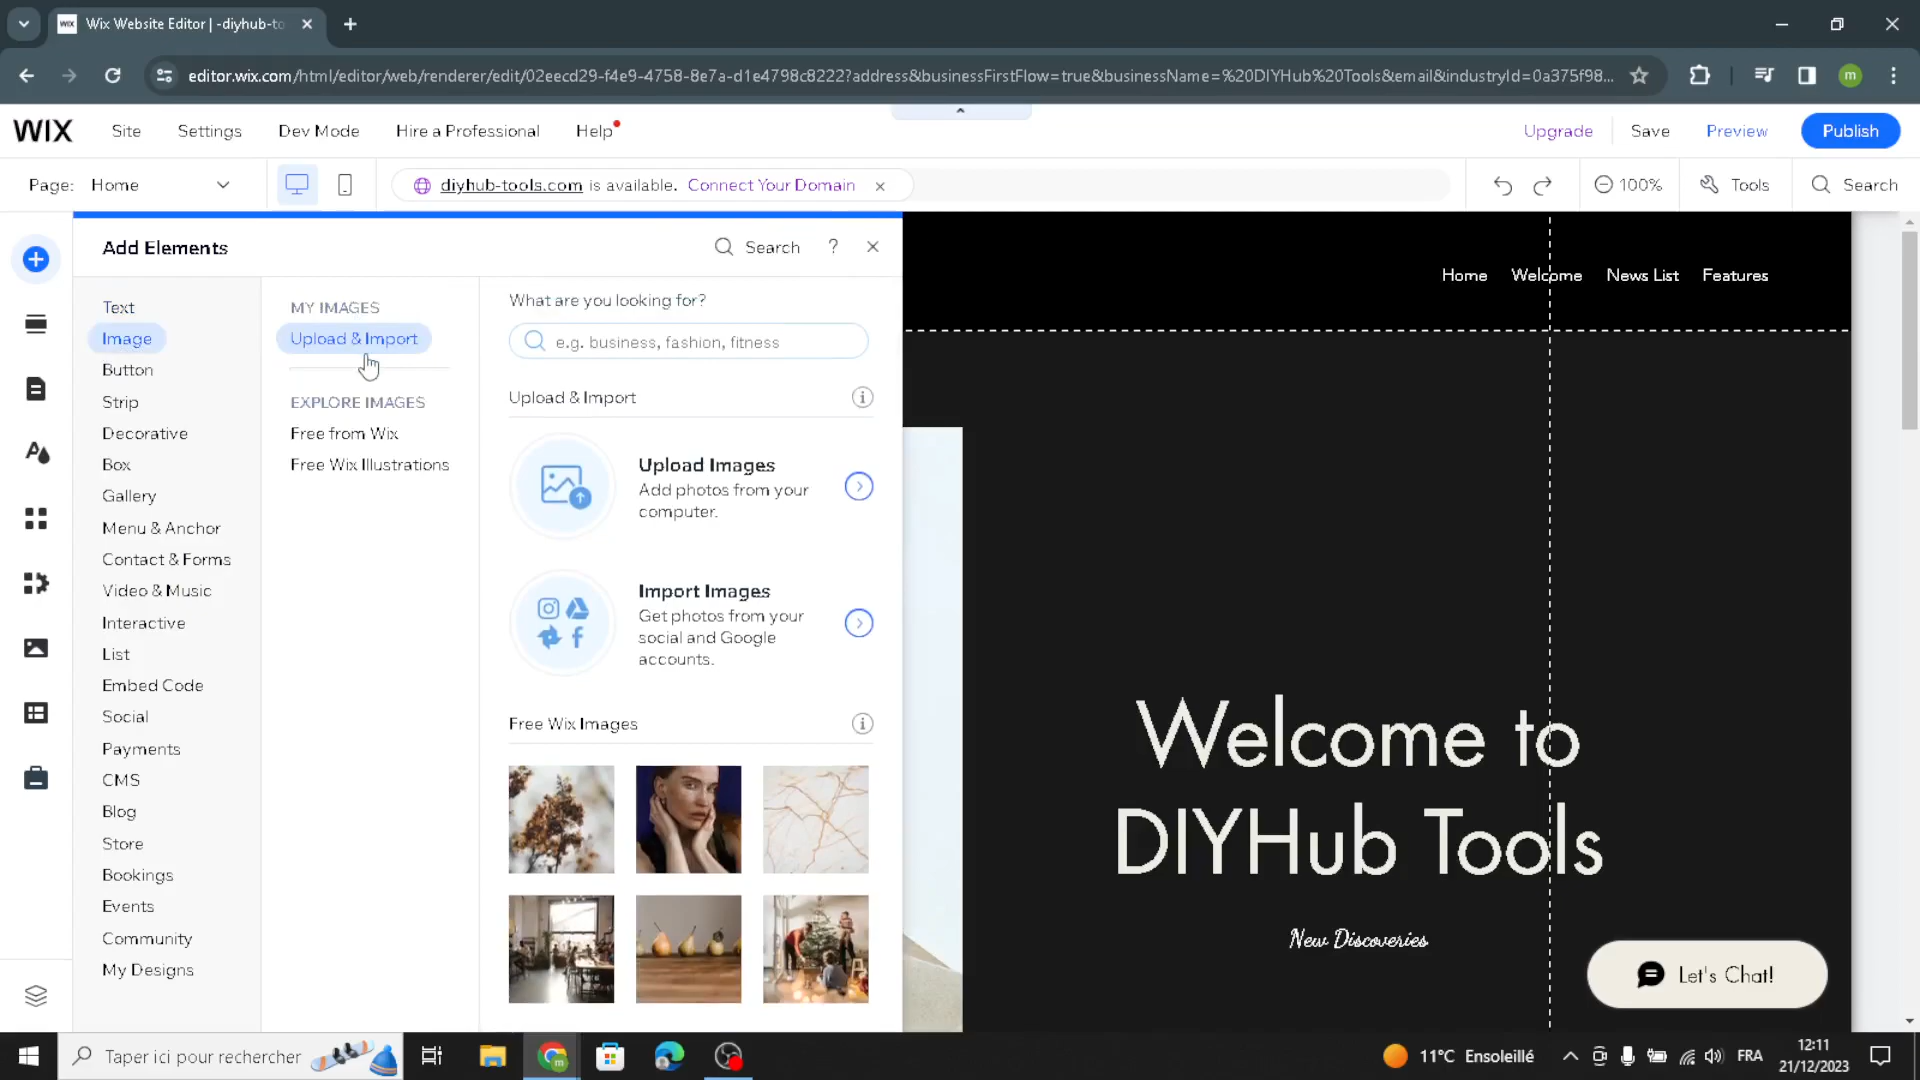 Wix Website Editor | -diyhub-to
editor.wix.com/html/editor/web/renderer/edit/02eecd29-f4e9-4758-8e7a-d1e4798c8222?address&businessFirstFlow=true&businessName=%20DIYHub%20Tools&email&industryId=0a375f98...
m
WIX
Site
Settings
Dev Mode
Hire a Professional
Help
Upgrade
Save
Preview
Publish
Page: Home
diyhub-tools.com is available. Connect Your Domain
100%
Tools
Search
Add Elements
Search
?
Text
Image
Button
Strip
Decorative
Box
Gallery
Menu & Anchor
Contact & Forms
Video & Music
Interactive
List
Embed Code
Social
Payments
CMS
Blog
Store
Bookings
Events
Community
My Designs
MY IMAGES
Upload & Import
EXPLORE IMAGES
Free from Wix
Free Wix Illustrations
What are you looking for?
e.g. business, fashion, fitness
Upload & Import
Upload Images
Add photos from your
computer.
Import Images
Get photos from your
social and Google
accounts.
Free Wix Images
Home
Welcome
News List
Features
Welcome to
DIYHub Tools
New Discoveries
Let's Chat!
Taper ici pour rechercher
11°C Ensoleillé
FRA
12:11
21/12/2023